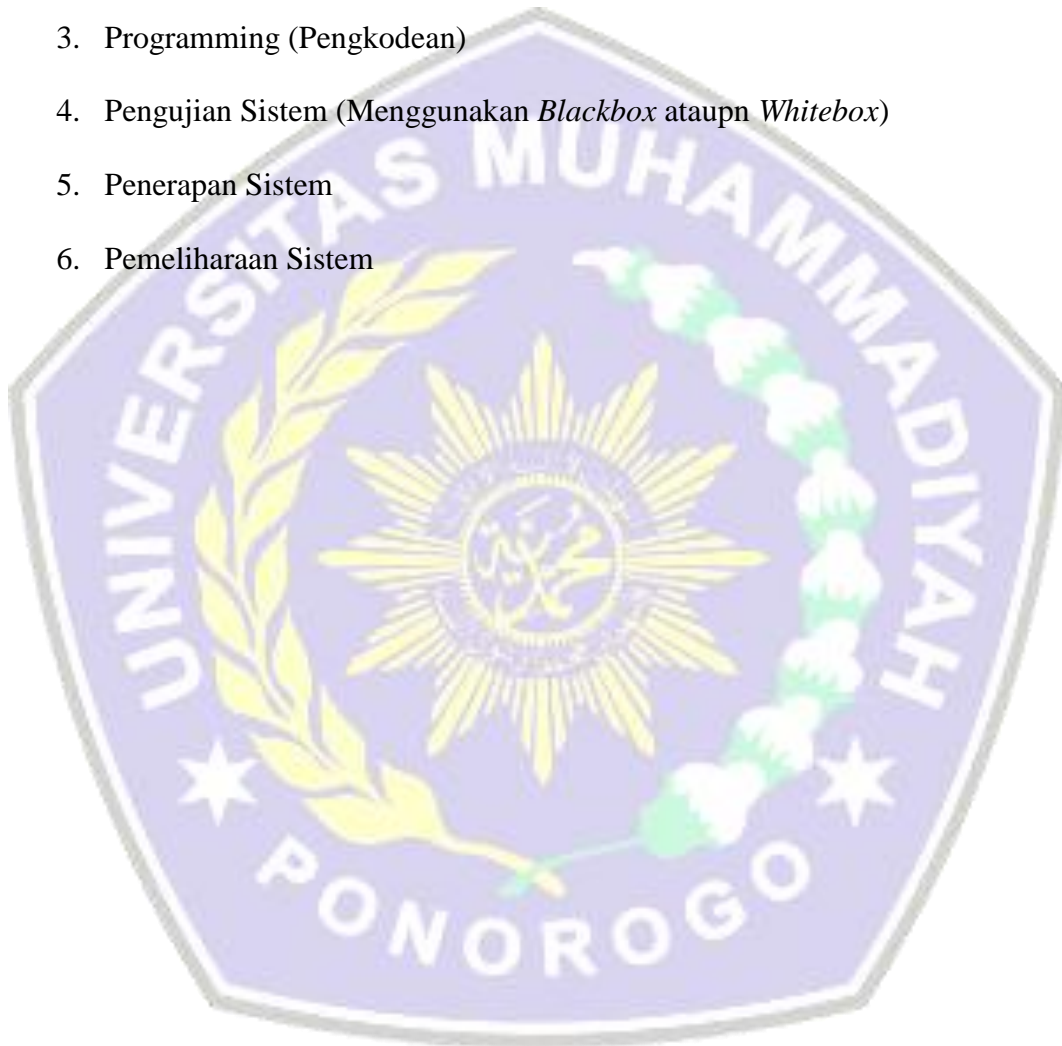 3. Programming (Pengkodean)
4. Pengujian Sistem (Menggunakan Blackbox ataupn Whitebox)
5. Penerapan Sistem
6. Pemeliharaan Sistem
UNIVERSITAS MUHAMMADIYAH
PONOROGO